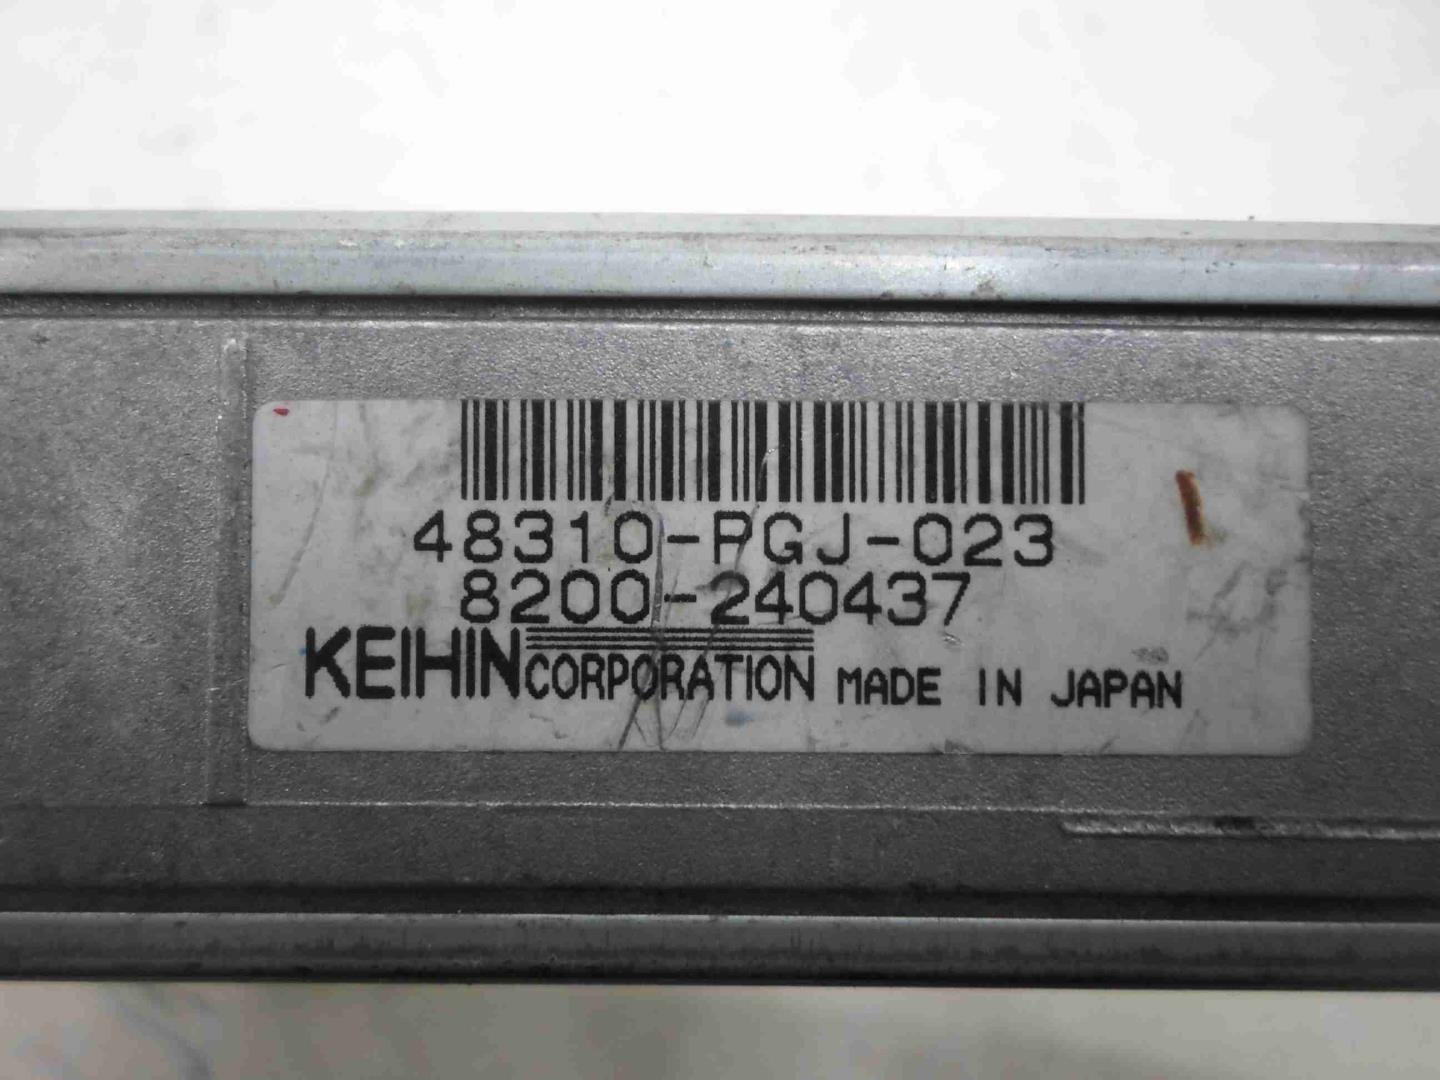 48310-PGJ-023
8200-240437
KEIHIN CORPORATION MADE IN JAPAN